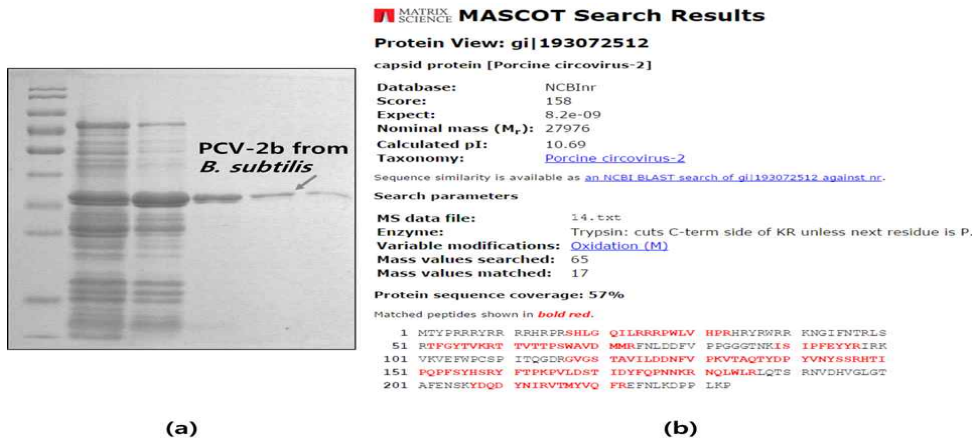 MATRIX SCIENCE MASCOT Search Results
Protein View: gi|193072512
capsid protein [Porcine circovirus-2]
Database: NCBInr
Score: 158
Expect: 8.2e-09
Nominal mass (Mr): 27976
Calculated pI: 10.69
Taxonomy: Porcine circovirus-2
Sequence similarity is available as an NCBI BLAST search of gi|193072512 against nr.
Search parameters
MS data file: 14.txt
Enzyme: Trypsin: cuts C-term side of KR unless next residue is P.
Variable modifications: Oxidation (M)
Mass values searched: 65
Mass values matched: 17
Protein sequence coverage: 57%
Matched peptides shown in bold red.
1 MTYPRRRYRR RRHRPRSHLG QILRRRPWLV HPRHRYRWRR KNGIFNTRLS
51 RTFGYTVKRT TVTTPSWAVD MMRFNLDDFV PPGGGTNKIS IPFEYYRIRK
101 VKVEFWPCSP ITQGDRGVGS TAVILDDNFV PKVTAQTYDP YVNYSSRHTI
151 PQPFSYHSRY FTPKPVLDST IDYFQPNNKR NQLWLRLQTS RNVDHVGLGT
201 AFENSKYDQD YNIRVTMYVQ FREFNLKDPP LKP
PCV-2b from
B. subtilis
(a)
(b)